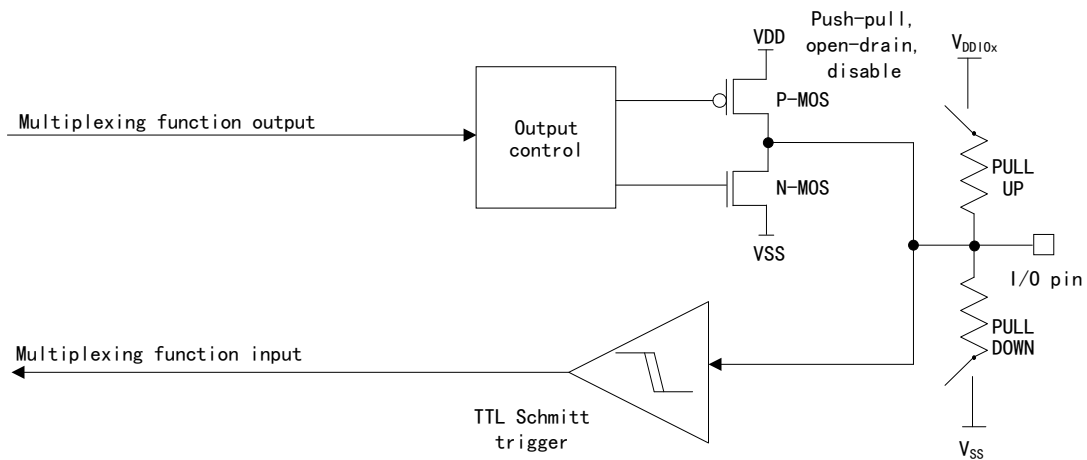 Push-pull,
open-drain,
disable
VDD
VDDIOx
P-MOS
Multiplexing function output
Output
control
PULL
UP
N-MOS
VSS
I/O pin
PULL
DOWN
Multiplexing function input
TTL Schmitt
trigger
VSS